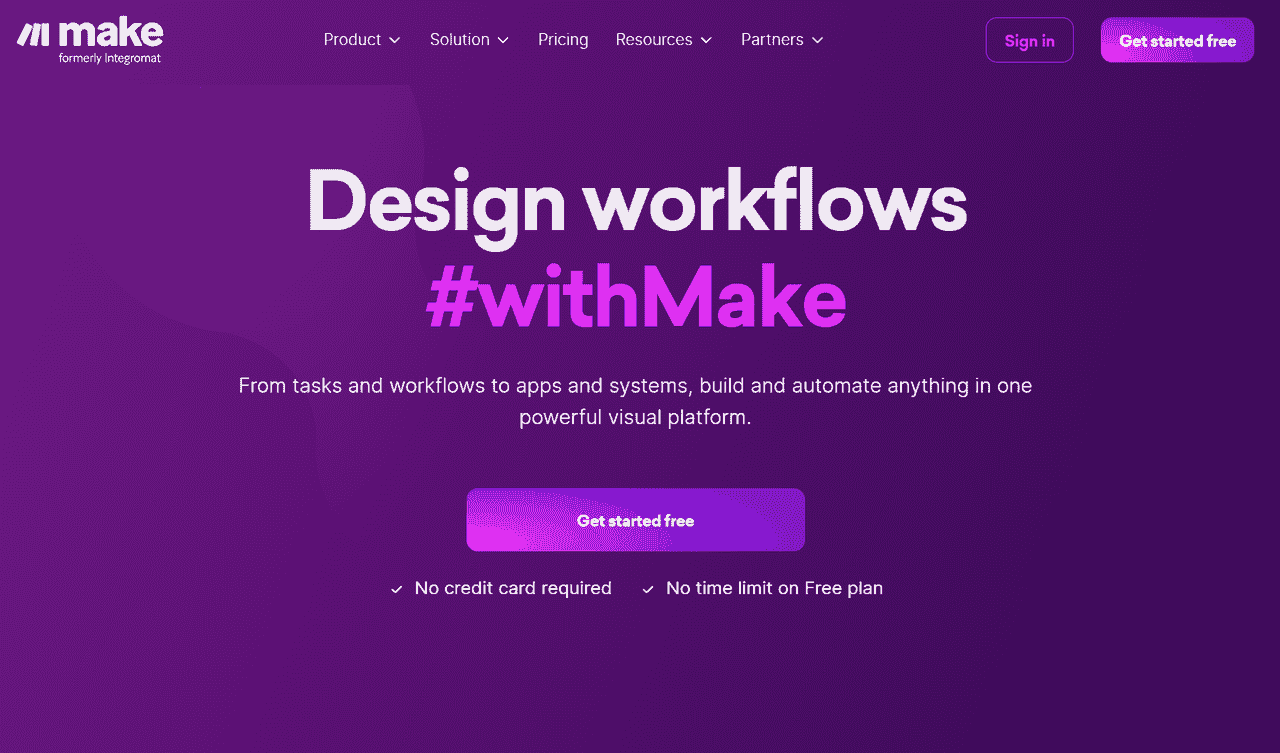 make
formerly Integromat
Product
Solution
Pricing
Resources
Partners
Sign in
Get started free
Design workflows
#withMake
From tasks and workflows to apps and systems, build and automate anything in one
powerful visual platform.
Get started free
No credit card required
No time limit on Free plan